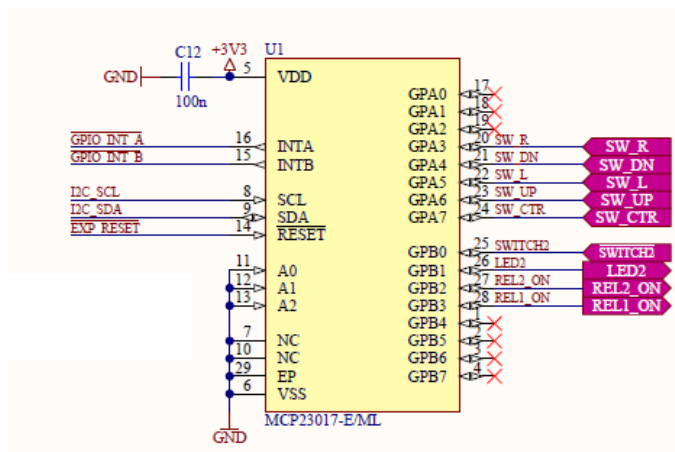 C12 +3V3 U1
GND 5 VDD
100n
17 GPA0
18 GPA1
19 GPA2
GPIO_INT_A 16 INTA GPA3 20 SW_R SW_R
GPIO_INT_B 15 INTB GPA4 21 SW_DN SW_DN
GPA5 22 SW_L SW_L
I2C_SCL 8 SCL GPA6 23 SW_UP SW_UP
I2C_SDA 9 SDA GPA7 24 SW_CTR SW_CTR
EXP_RESET 14 RESET
GPB0 25 SWITCH2 SWITCH2
11 A0 GPB1 26 LED2 LED2
12 A1 GPB2 27 REL2_ON REL2_ON
13 A2 GPB3 28 REL1_ON REL1_ON
GPB4 1
7 NC GPB5 2
10 NC GPB6 3
29 EP GPB7 4
6 VSS
MCP23017-E/ML
GND